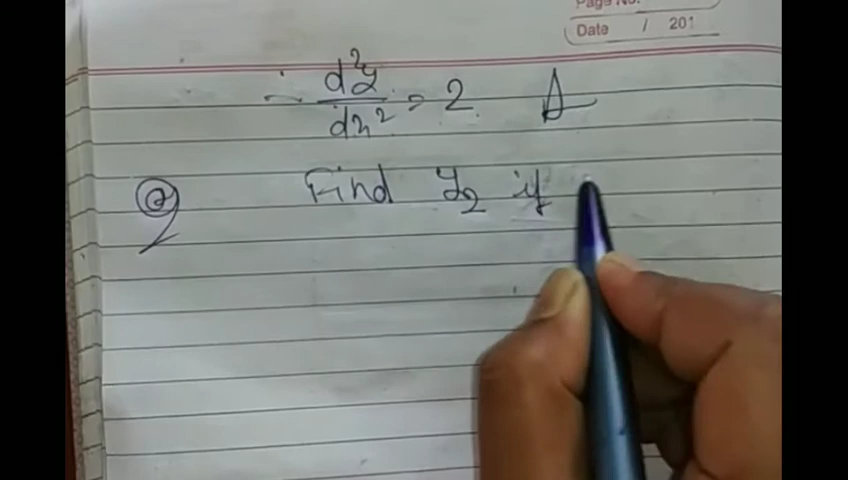 Page No.
Date / 201
∴ d²y/dx² = 2
Q Find y₂ if